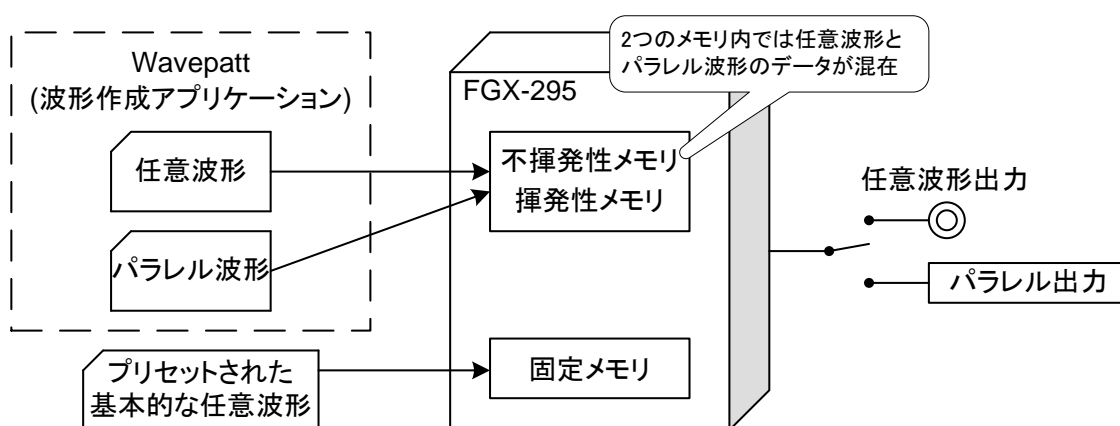 Wavepatt
(波形作成アプリケーション)
任意波形
パラレル波形
プリセットされた
基本的な任意波形
FGX-295
2つのメモリ内では任意波形と
パラレル波形のデータが混在
不揮発性メモリ
揮発性メモリ
固定メモリ
任意波形出力
パラレル出力